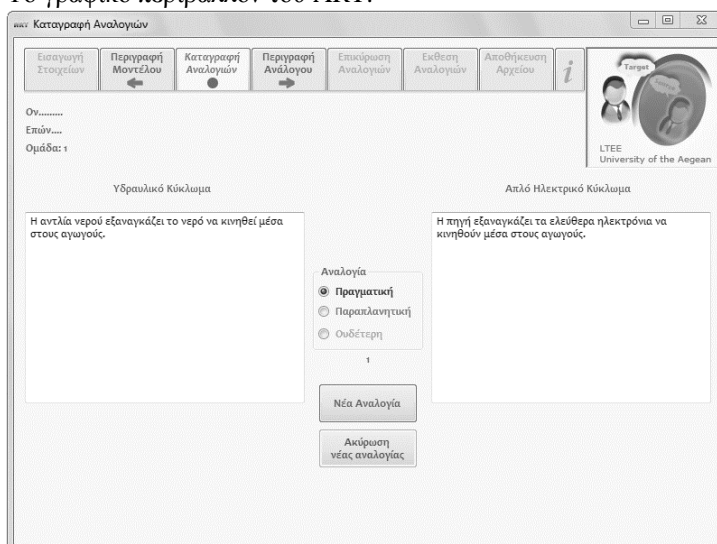 Το γραφικό περιβάλλον του ART.
ART Καταγραφή Αναλογιών
Εισαγωγή Στοιχείων
Περιγραφή Μοντέλου
Καταγραφή Αναλογιών
Περιγραφή Ανάλογου
Επικύρωση Αναλογιών
Έκθεση Αναλογιών
Αποθήκευση Αρχείου
i
Target
Source
Ον.........
Επών....
Ομάδα: 1
LTEE
University of the Aegean
Υδραυλικό Κύκλωμα
Απλό Ηλεκτρικό Κύκλωμα
Η αντλία νερού εξαναγκάζει το νερό να κινηθεί μέσα
στους αγωγούς.
Η πηγή εξαναγκάζει τα ελεύθερα ηλεκτρόνια να
κινηθούν μέσα στους αγωγούς.
Αναλογία
Πραγματική
Παραπλανητική
Ουδέτερη
1
Νέα Αναλογία
Ακύρωση
νέας αναλογίας